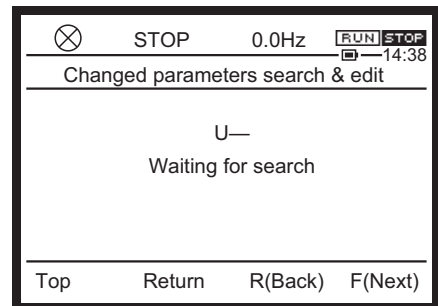 STOP 0.0Hz RUN STOP
14:38
Changed parameters search & edit
U—
Waiting for search
Top Return R(Back) F(Next)